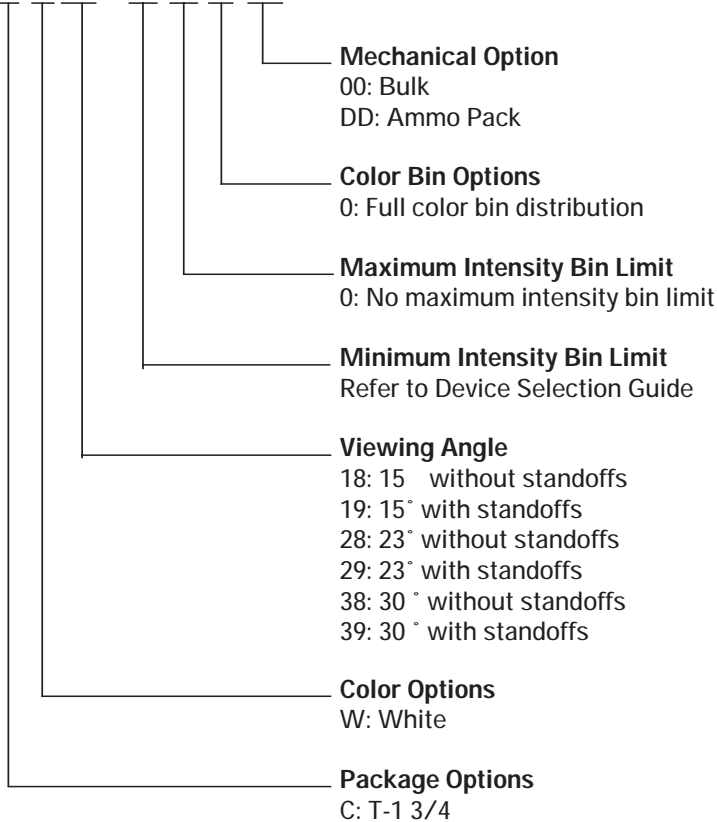 Mechanical Option
00: Bulk
DD: Ammo Pack
Color Bin Options
0: Full color bin distribution
Maximum Intensity Bin Limit
0: No maximum intensity bin limit
Minimum Intensity Bin Limit
Refer to Device Selection Guide
Viewing Angle
18: 15 without standoffs
19: 15˚ with standoffs
28: 23˚ without standoffs
29: 23˚ with standoffs
38: 30 ˚ without standoffs
39: 30 ˚ with standoffs
Color Options
W: White
Package Options
C: T-1 3/4